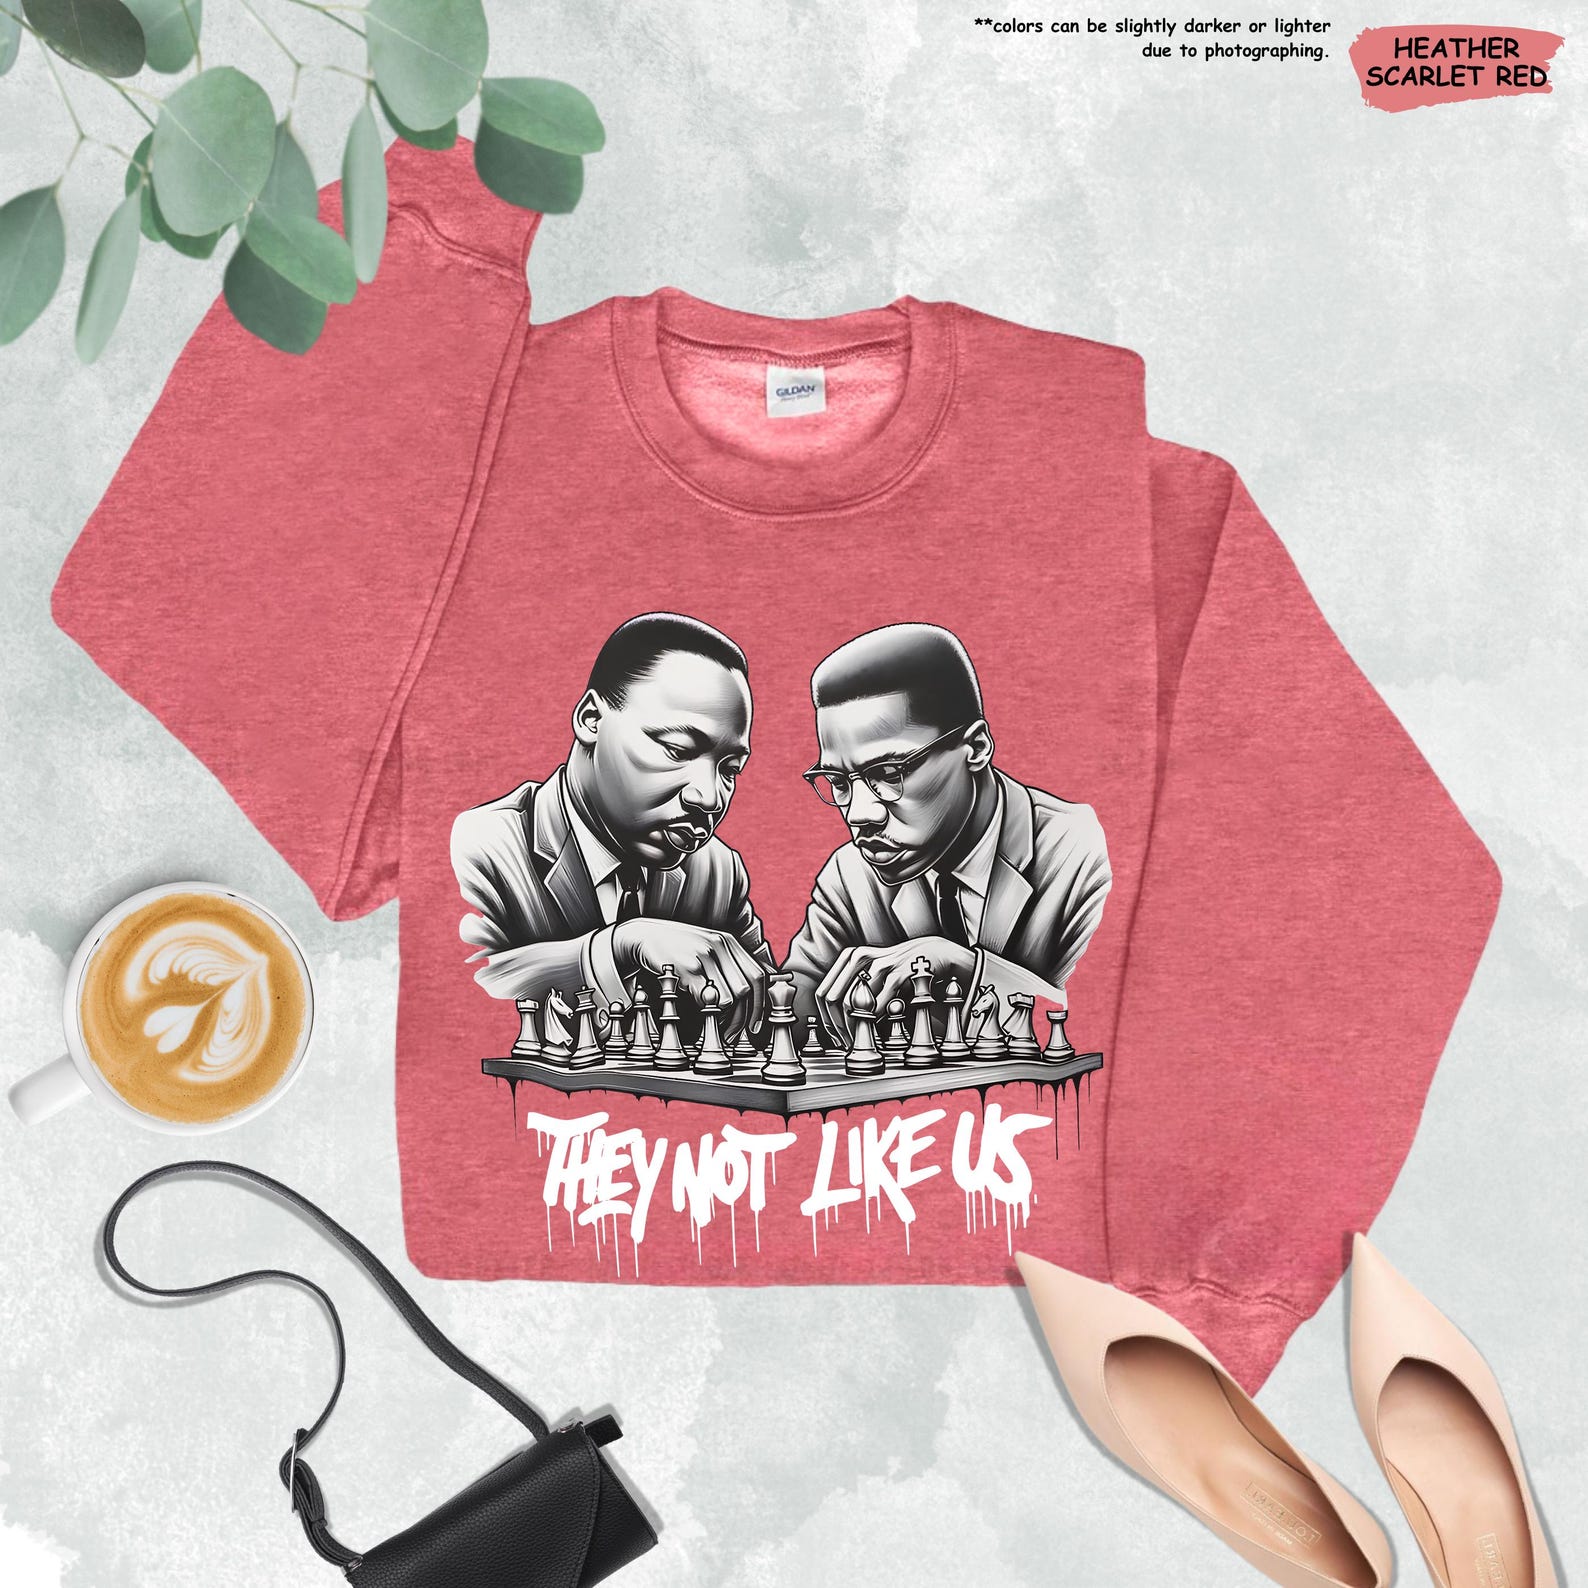 **colors can be slightly darker or lighter
due to photographing.
HEATHER
SCARLET RED
GILDAN
THEY NOT LIKE US